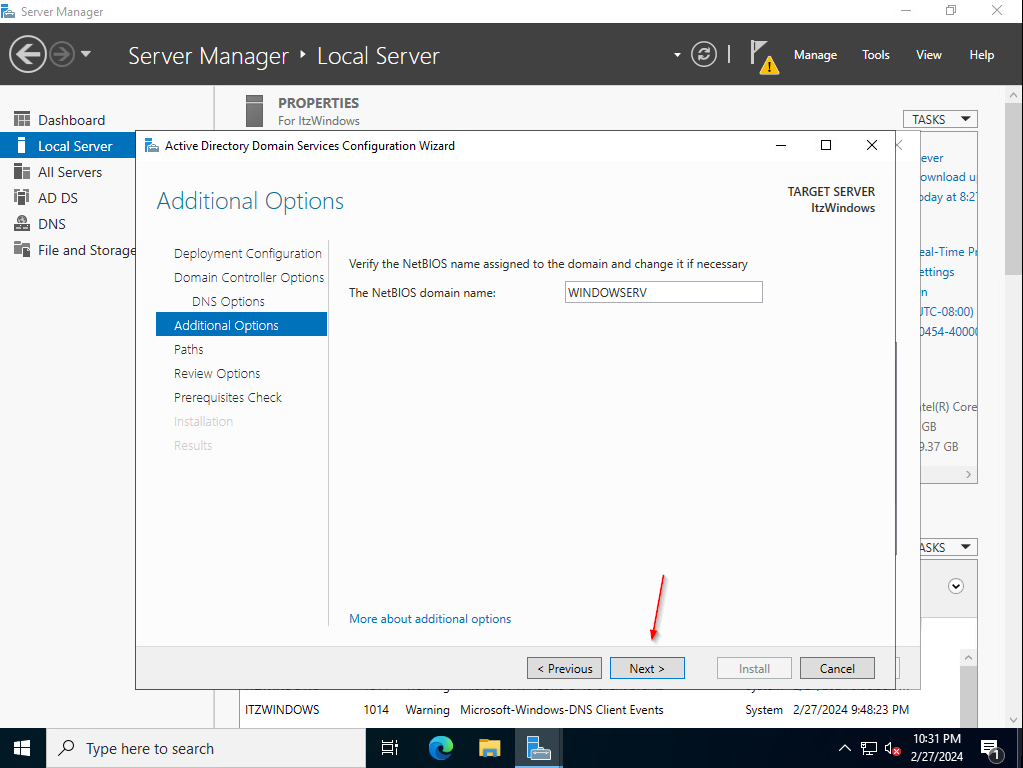 Server Manager
Server Manager ‣ Local Server
Manage Tools View Help
Dashboard
Local Server
All Servers
AD DS
DNS
File and Storage
PROPERTIES
For ItzWindows
TASKS
Active Directory Domain Services Configuration Wizard
Additional Options
TARGET SERVER
ItzWindows
Deployment Configuration
Domain Controller Options
DNS Options
Additional Options
Paths
Review Options
Prerequisites Check
Installation
Results
Verify the NetBIOS name assigned to the domain and change it if necessary
The NetBIOS domain name: WINDOWSERV
More about additional options
< Previous Next > Install Cancel
ever
ownload u
oday at 8:27
eal-Time Pr
ettings
n
UTC-08:00)
0454-40000
tel(R) Core
GB
9.37 GB
ASKS
ITZWINDOWS 1014 Warning Microsoft-Windows-DNS Client Events System 2/27/2024 9:48:23 PM
Type here to search
10:31 PM
2/27/2024
1